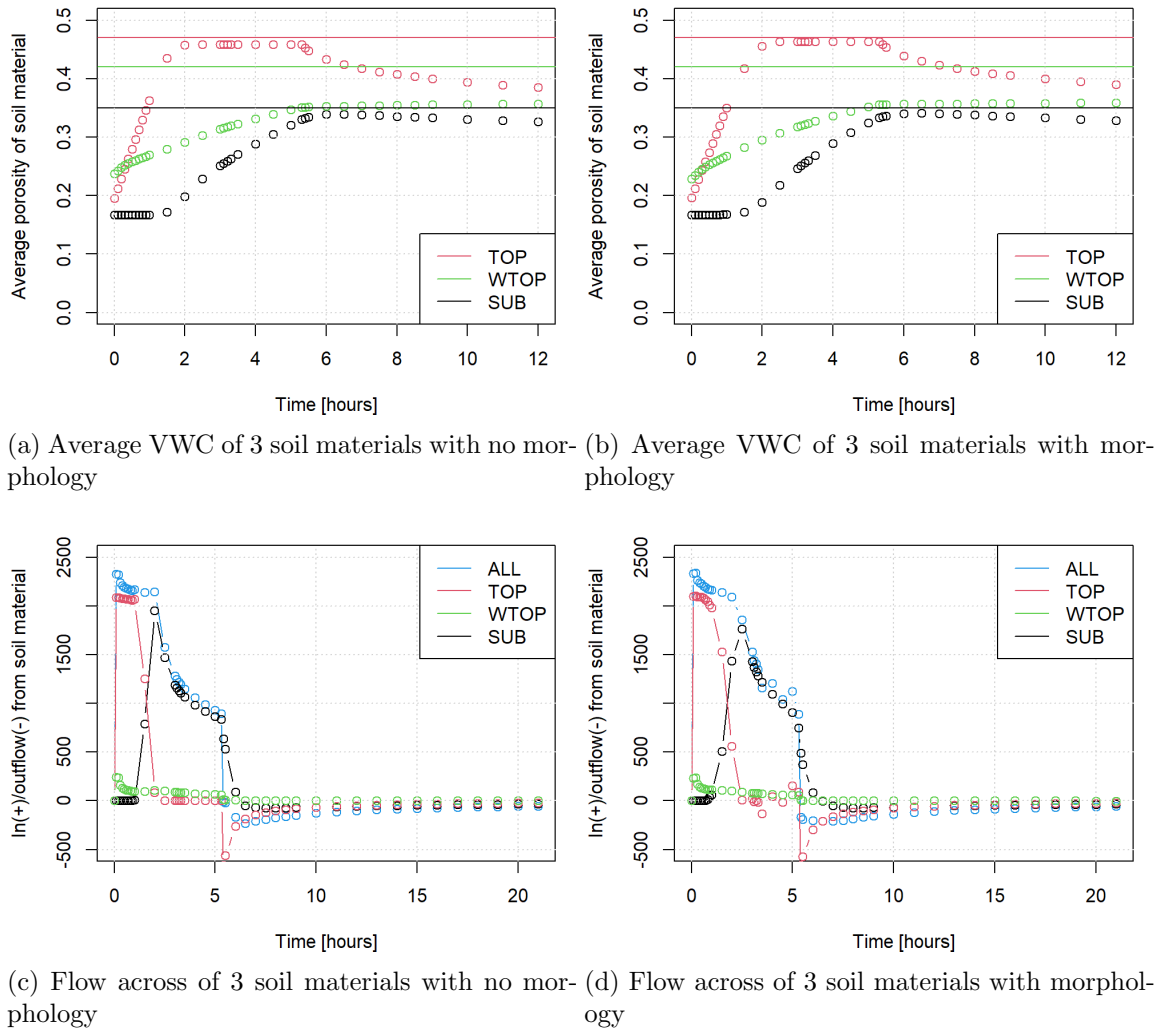 Average porosity of soil material
0.5
0.4
0.3
0.2
0.1
0.0
TOP
WTOP
SUB
0 2 4 6 8 10 12
Time [hours]
(a) Average VWC of 3 soil materials with no mor-
phology
Average porosity of soil material
0.5
0.4
0.3
0.2
0.1
0.0
TOP
WTOP
SUB
0 2 4 6 8 10 12
Time [hours]
(b) Average VWC of 3 soil materials with mor-
phology
In(+)/outflow(-) from soil material
2500
1500
500
0
-500
ALL
TOP
WTOP
SUB
0 5 10 15 20
Time [hours]
(c) Flow across of 3 soil materials with no mor-
phology
In(+)/outflow(-) from soil material
2500
1500
500
0
-500
ALL
TOP
WTOP
SUB
0 5 10 15 20
Time [hours]
(d) Flow across of 3 soil materials with morphol-
ogy